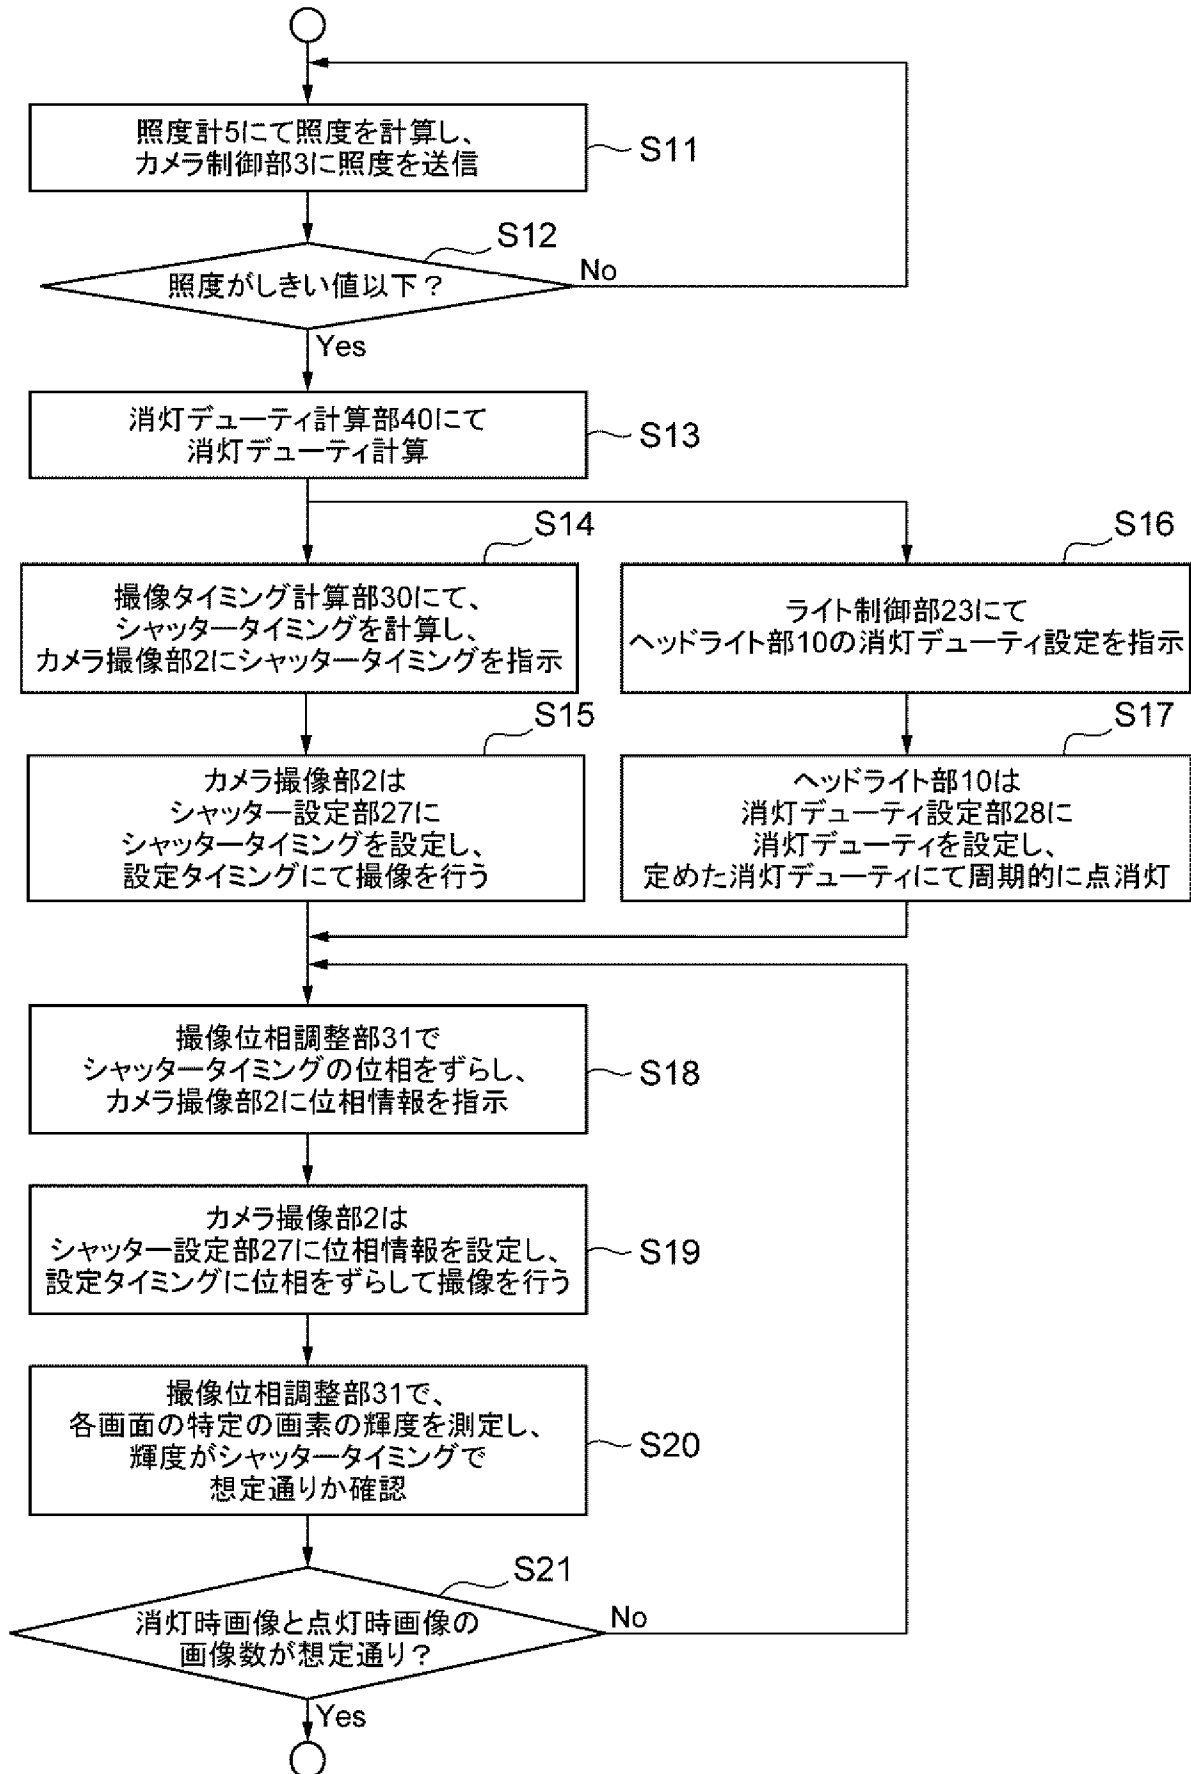 照度計5にて照度を計算し、
カメラ制御部3に照度を送信
S11
S12
照度がしきい値以下？
No
Yes
消灯デューティ計算部40にて
消灯デューティ計算
S13
S14
撮像タイミング計算部30にて、
シャッタータイミングを計算し、
カメラ撮像部2にシャッタータイミングを指示
S16
ライト制御部23にて
ヘッドライト部10の消灯デューティ設定を指示
S15
カメラ撮像部2は
シャッター設定部27に
シャッタータイミングを設定し、
設定タイミングにて撮像を行う
S17
ヘッドライト部10は
消灯デューティ設定部28に
消灯デューティを設定し、
定めた消灯デューティにて周期的に点消灯
撮像位相調整部31で
シャッタータイミングの位相をずらし、
カメラ撮像部2に位相情報を指示
S18
カメラ撮像部2は
シャッター設定部27に位相情報を設定し、
設定タイミングに位相をずらして撮像を行う
S19
撮像位相調整部31で、
各画面の特定の画素の輝度を測定し、
輝度がシャッタータイミングで
想定通りか確認
S20
S21
消灯時画像と点灯時画像の
画像数が想定通り？
No
Yes